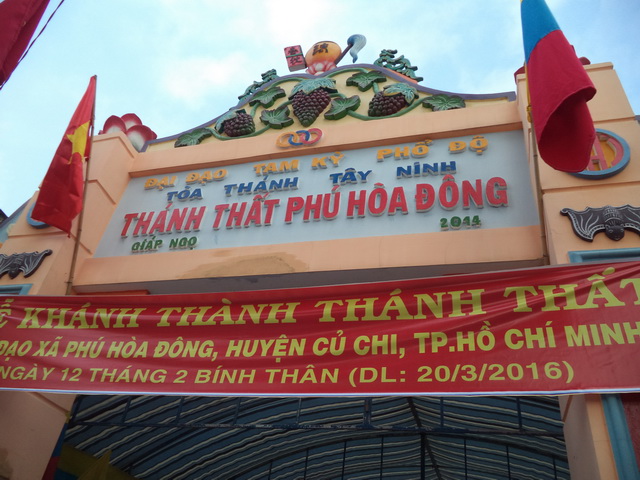 ĐẠI ĐẠO TAM KỲ PHỔ ĐỘ
TÒA THÁNH TÂY NINH
THÁNH THẤT PHÚ HÒA ĐÔNG
GIÁP NGỌ 2014
KHÁNH THÀNH THÁNH THẤT
ĐẠO XÃ PHÚ HÒA ĐÔNG, HUYỆN CỦ CHI, TP.HỒ CHÍ MINH
NGÀY 12 THÁNG 2 BÍNH THÂN (DL: 20/3/2016)